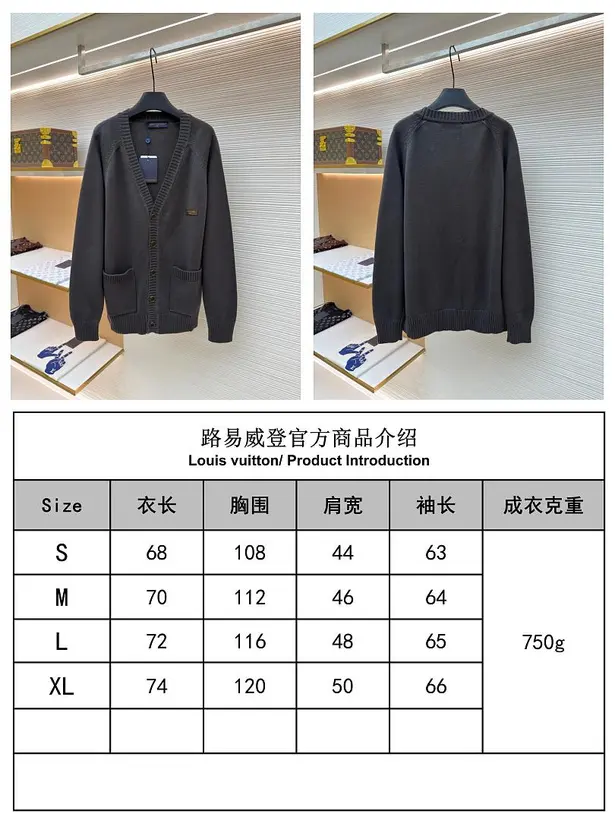 路易威登官方商品介绍
Louis vuitton/ Product Introduction
Size 衣长 胸围 肩宽 袖长 成衣克重
S 68 108 44 63
M 70 112 46 64
L 72 116 48 65
XL 74 120 50 66
750g